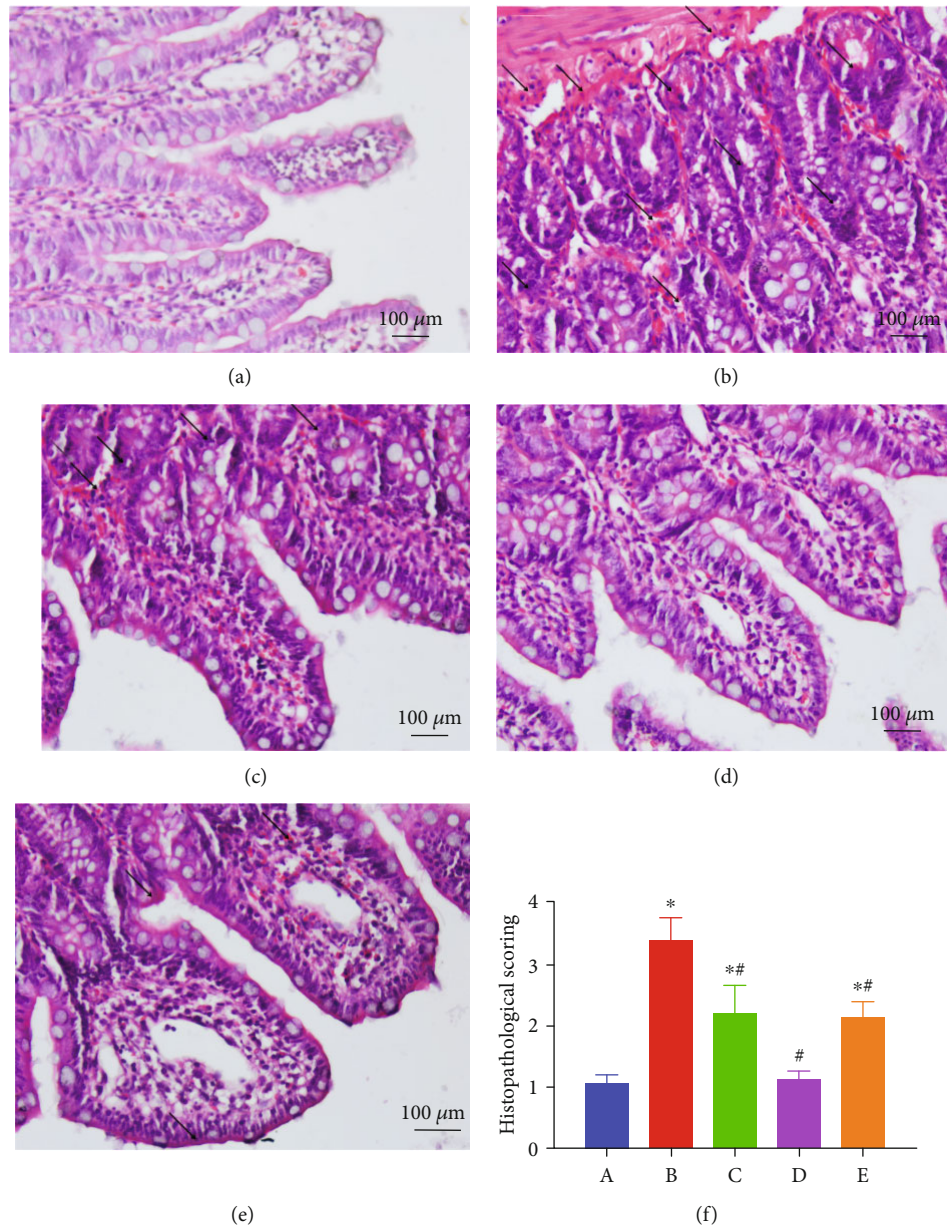 100 μm
100 μm
(a)
(b)
100 μm
100 μm
(c)
(d)
100 μm
(e)
Histopathological scoring
4
3
2
1
0
*
*#
#
*#
A B C D E
(f)